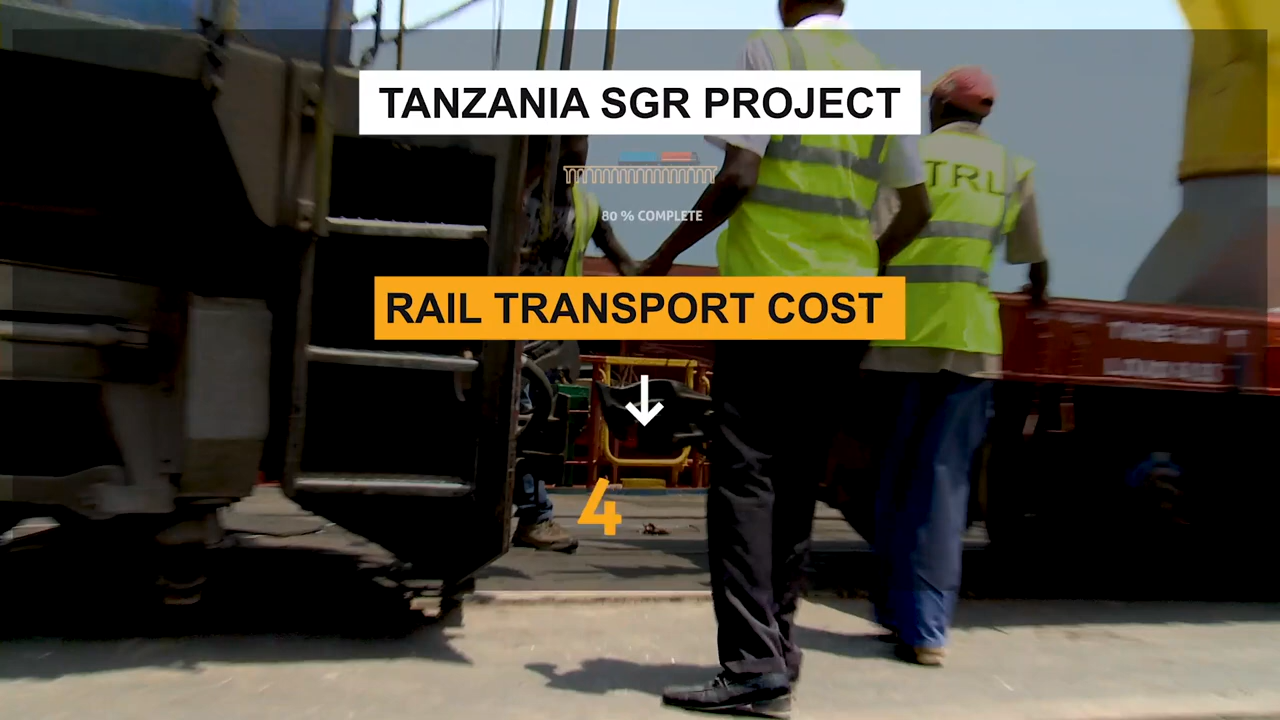 TANZANIA SGR PROJECT
80 % COMPLETE
TRL
RAIL TRANSPORT COST
4